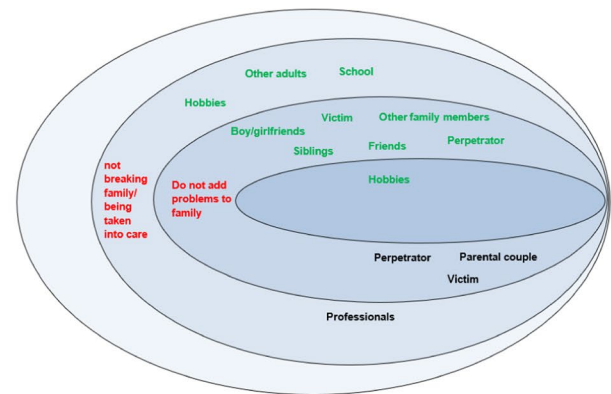 Other adults
School
Hobbies
Victim
Other family members
Boy/girlfriends
Perpetrator
Siblings
Friends
not
breaking
family/
being
taken
into care
Do not add
problems to
family
Hobbies
Perpetrator
Parental couple
Victim
Professionals